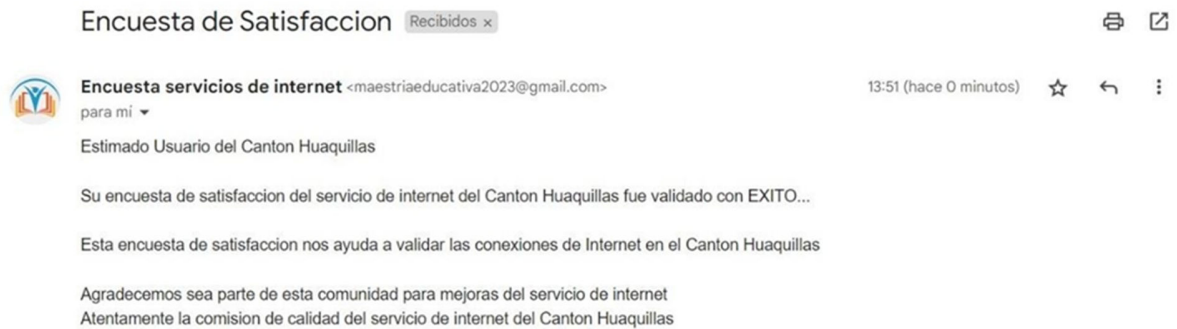 Encuesta de Satisfaccion Recibidos x
Encuesta servicios de internet <maestriaeducativa2023@gmail.com> 13:51 (hace 0 minutos)
para mí
Estimado Usuario del Canton Huaquillas
Su encuesta de satisfaccion del servicio de internet del Canton Huaquillas fue validado con EXITO...
Esta encuesta de satisfaccion nos ayuda a validar las conexiones de Internet en el Canton Huaquillas
Agradecemos sea parte de esta comunidad para mejoras del servicio de internet
Atentamente la comision de calidad del servicio de internet del Canton Huaquillas